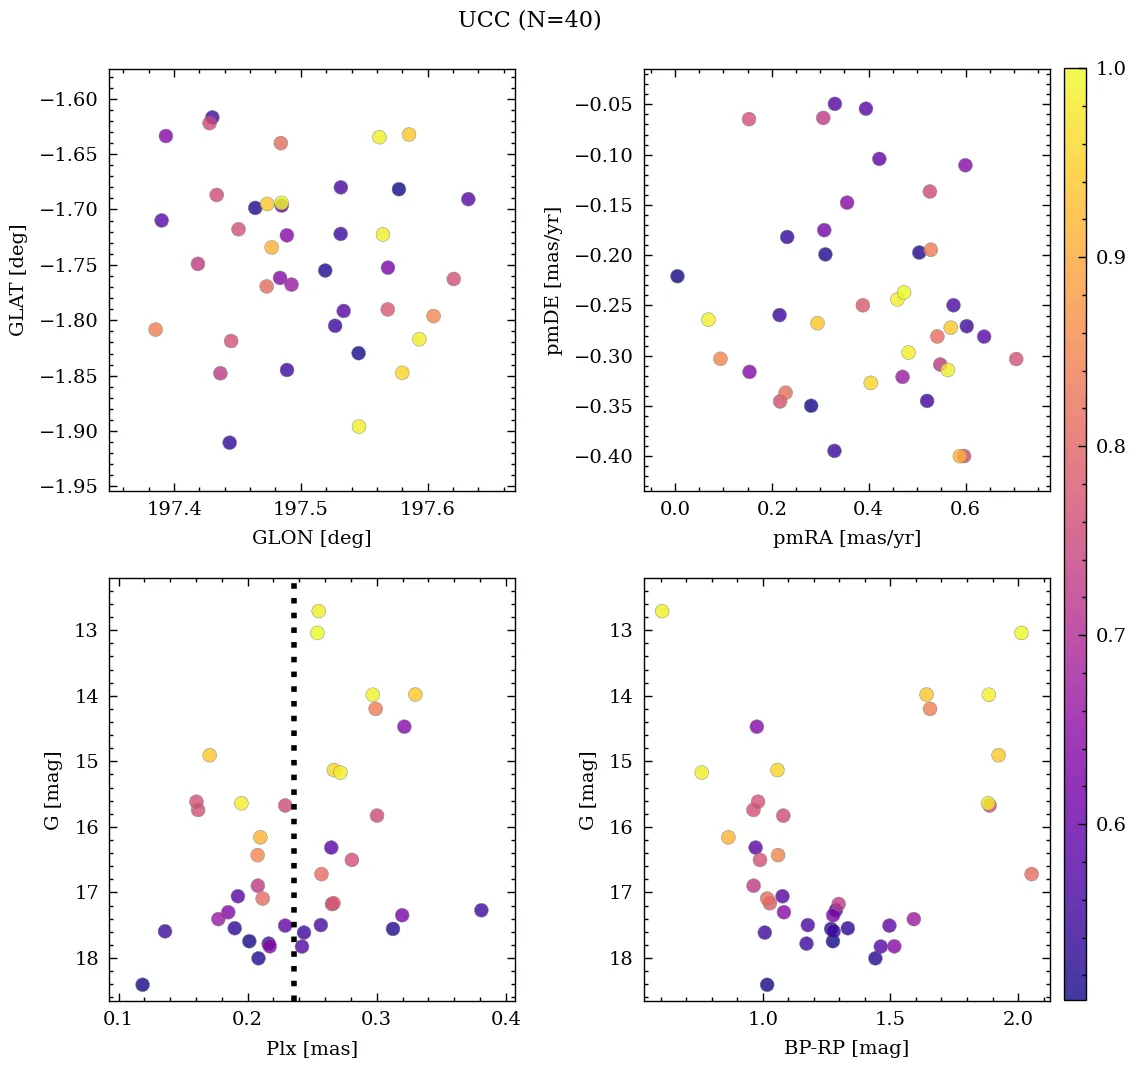 UCC (N=40)
−1.60
−1.65
−1.70
−1.75
−1.80
−1.85
−1.90
−1.95
GLAT [deg]
197.4 197.5 197.6
GLON [deg]
−0.05
−0.10
−0.15
−0.20
−0.25
−0.30
−0.35
−0.40
pmDE [mas/yr]
0.0 0.2 0.4 0.6
pmRA [mas/yr]
13
14
15
16
17
18
G [mag]
0.1 0.2 0.3 0.4
Plx [mas]
13
14
15
16
17
18
G [mag]
1.0 1.5 2.0
BP-RP [mag]
1.0
0.9
0.8
0.7
0.6